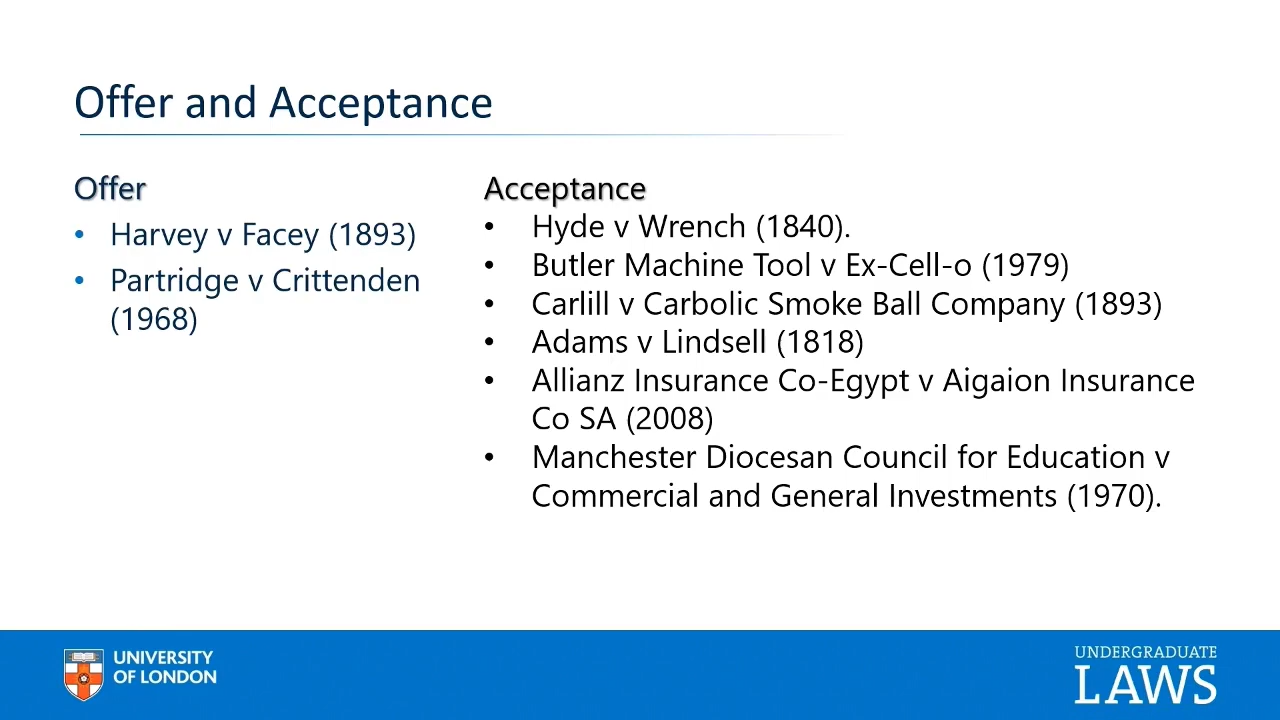 Offer and Acceptance
Offer
• Harvey v Facey (1893)
• Partridge v Crittenden
(1968)
Acceptance
• Hyde v Wrench (1840).
• Butler Machine Tool v Ex-Cell-o (1979)
• Carlill v Carbolic Smoke Ball Company (1893)
• Adams v Lindsell (1818)
• Allianz Insurance Co-Egypt v Aigaion Insurance
Co SA (2008)
• Manchester Diocesan Council for Education v
Commercial and General Investments (1970).
UNIVERSITY
OF LONDON
UNDERGRADUATE
LAWS